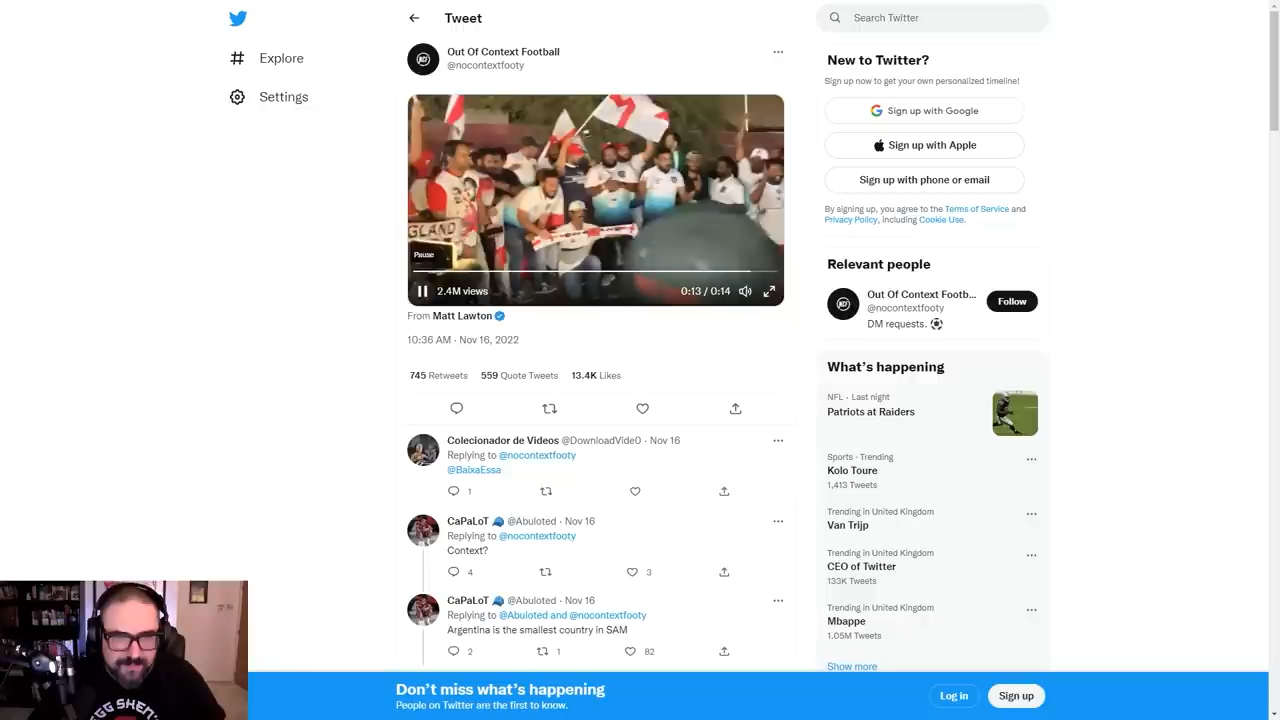 Tweet
Search Twitter
Explore
Settings
Out Of Context Football
@nocontextfooty
GLAND
Pause
2.4M views
0:13 / 0:14
From Matt Lawton
10:36 AM · Nov 16, 2022
745 Retweets 559 Quote Tweets 13.4K Likes
Colecionador de Videos @DownloadVide0 · Nov 16
Replying to @nocontextfooty
@BaixaEssa
1
CaPaLoT @Abuloted · Nov 16
Replying to @nocontextfooty
Context?
4 3
CaPaLoT @Abuloted · Nov 16
Replying to @Abuloted and @nocontextfooty
Argentina is the smallest country in SAM
2 1 82
New to Twitter?
Sign up now to get your own personalized timeline!
Sign up with Google
Sign up with Apple
Sign up with phone or email
By signing up, you agree to the Terms of Service and
Privacy Policy, including Cookie Use.
Relevant people
Out Of Context Footb...
@nocontextfooty
Follow
DM requests.
What's happening
NFL · Last night
Patriots at Raiders
Sports · Trending
Kolo Toure
1,413 Tweets
Trending in United Kingdom
Van Trijp
Trending in United Kingdom
CEO of Twitter
133K Tweets
Trending in United Kingdom
Mbappe
1.05M Tweets
Show more
Don't miss what's happening
People on Twitter are the first to know.
Log in
Sign up